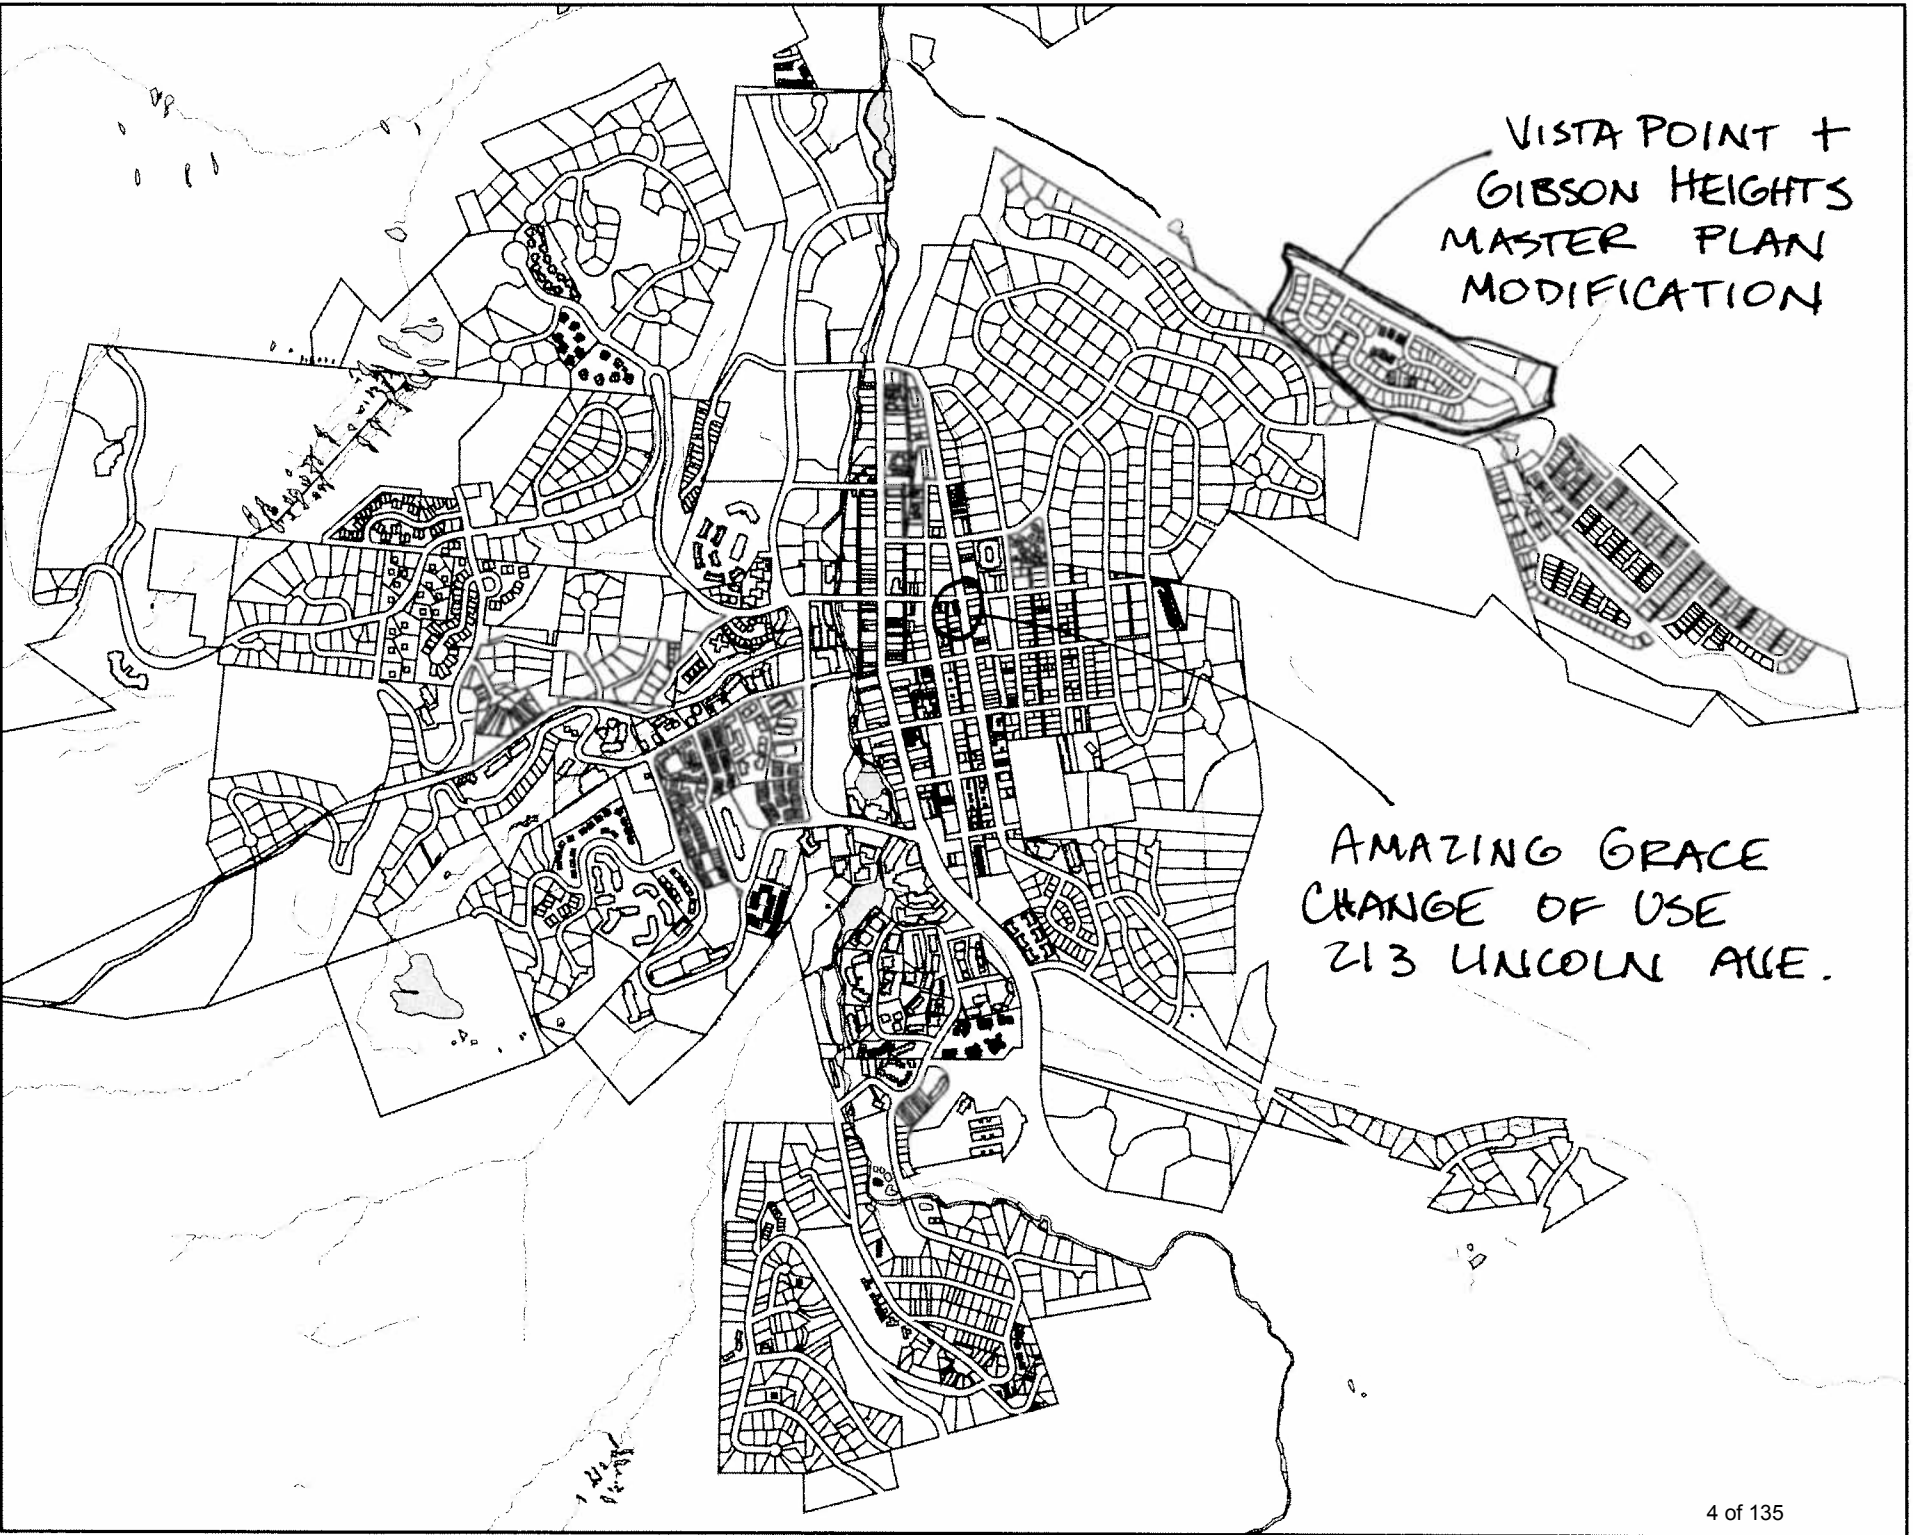 VISTA POINT +
GIBSON HEIGHTS
MASTER PLAN
MODIFICATION
AMAZING GRACE
CHANGE OF USE
213 LINCOLN AVE.
4 of 135